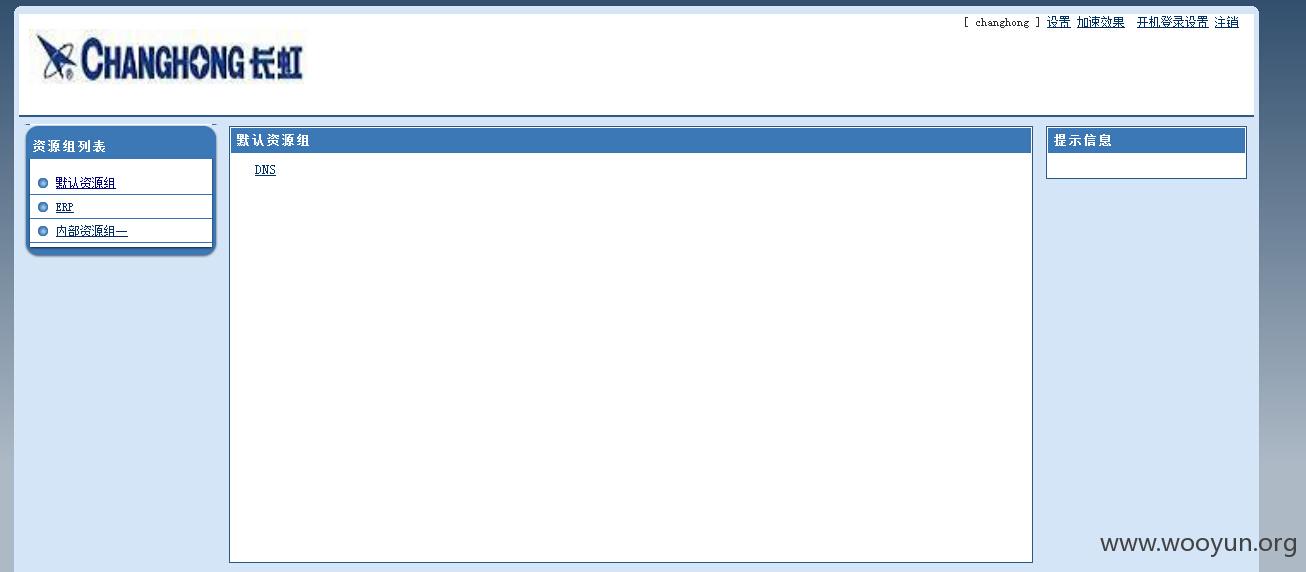 [ changhong ] 设置 加速效果 开机登录设置 注销
CHANGHONG 长虹
资源组列表
默认资源组
ERP
内部资源组一
默认资源组
DNS
提示信息
www.wooyun.org